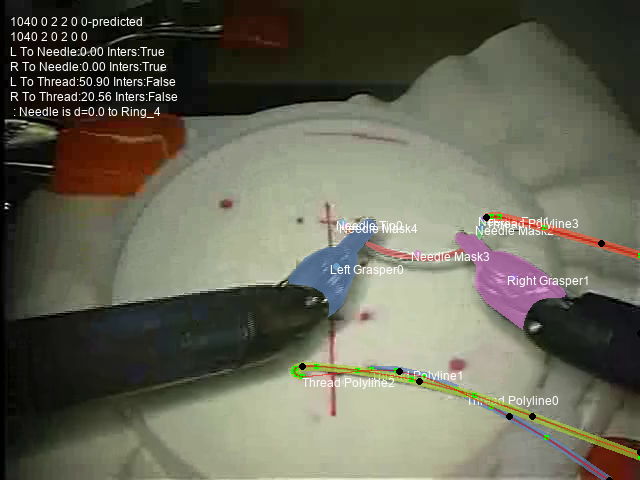 1040 0 2 2 0 0-predicted
1040 2 0 2 0 0
L To Needle:0.00 Inters:True
R To Needle:0.00 Inters:True
L To Thread:50.90 Inters:False
R To Thread:20.56 Inters:False
: Needle is d=0.0 to Ring_4
Thread Polyline3
Needle Mask4
Needle Mask2
Needle Mask3
Left Grasper0
Right Grasper1
Polyline1
Thread Polyline2
Thread Polyline0